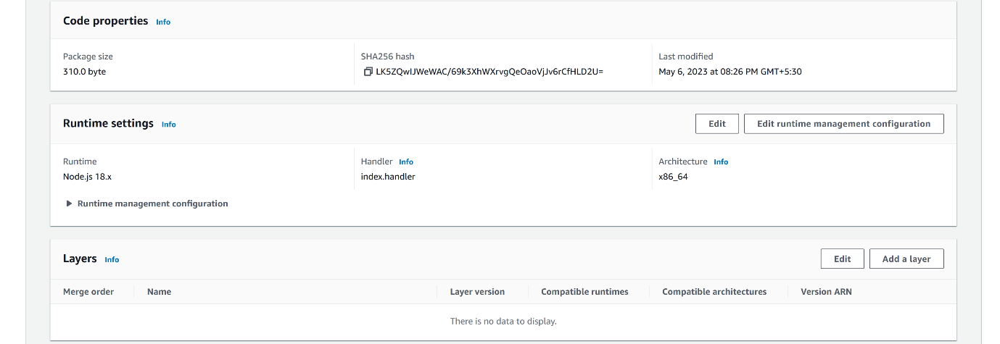 Code properties Info
Package size SHA256 hash Last modified
310.0 byte LK5ZQwIJWeWAC/69k3XhWXrvgQeOaoVjJv6rCfHLD2U= May 6, 2023 at 08:26 PM GMT+5:30
Runtime settings Info Edit Edit runtime management configuration
Runtime Handler Info Architecture Info
Node.js 18.x index.handler x86_64
Runtime management configuration
Layers Info Edit Add a layer
Merge order Name Layer version Compatible runtimes Compatible architectures Version ARN
There is no data to display.